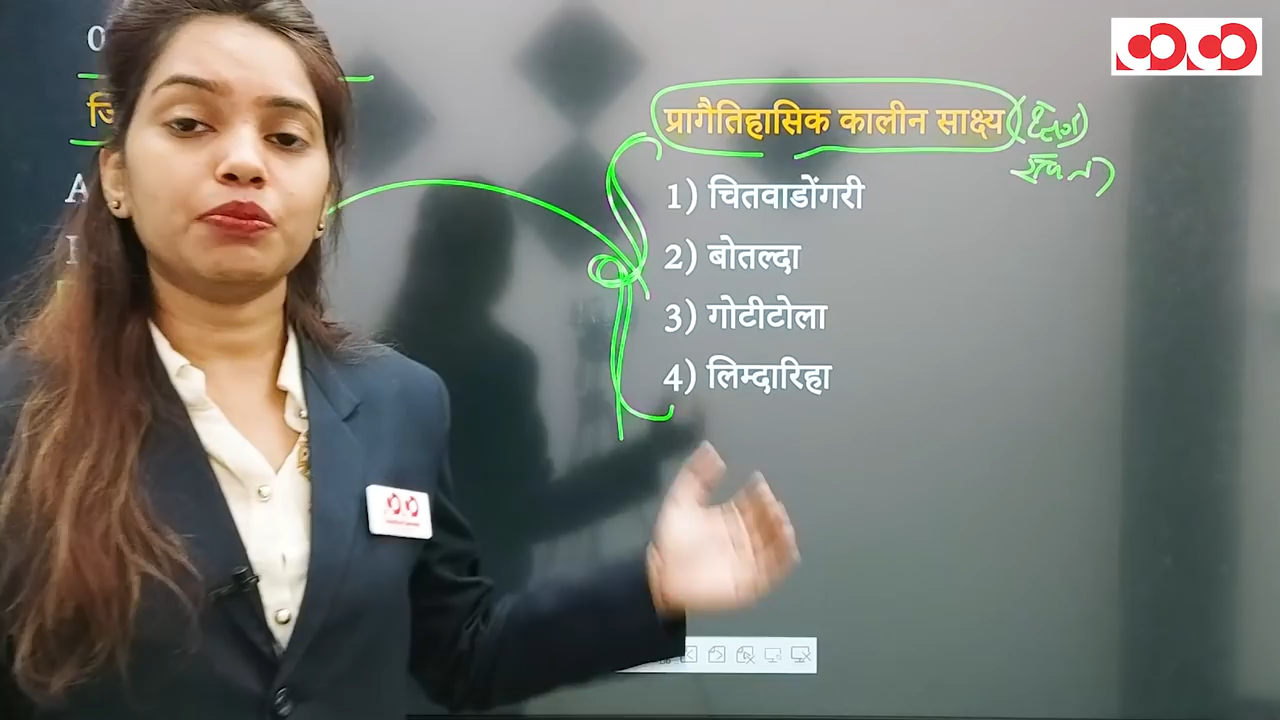 प्रागैतिहासिक कालीन साक्ष्य
1) चितवाडोंगरी
2) बोतल्दा
3) गोटीटोला
4) लिम्दारिहा